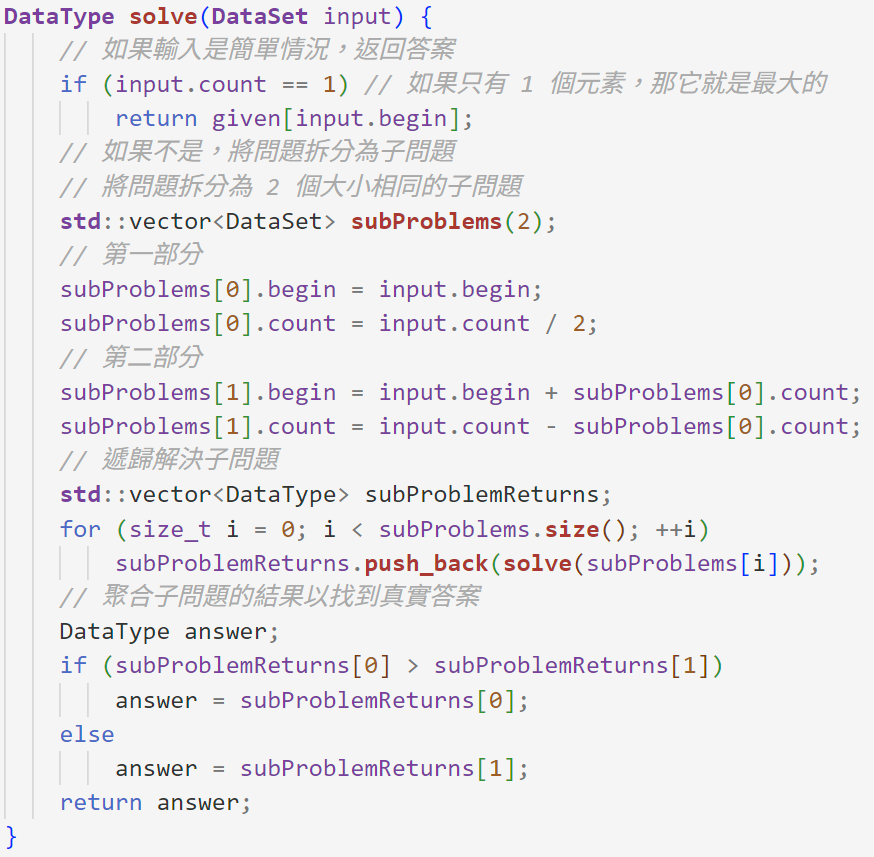 DataType solve(DataSet input) {
// 如果輸入是簡單情況，返回答案
if (input.count == 1) // 如果只有 1 個元素，那它就是最大的
return given[input.begin];
// 如果不是，將問題拆分為子問題
// 將問題拆分為 2 個大小相同的子問題
std::vector<DataSet> subProblems(2);
// 第一部分
subProblems[0].begin = input.begin;
subProblems[0].count = input.count / 2;
// 第二部分
subProblems[1].begin = input.begin + subProblems[0].count;
subProblems[1].count = input.count - subProblems[0].count;
// 遞歸解決子問題
std::vector<DataType> subProblemReturns;
for (size_t i = 0; i < subProblems.size(); ++i)
subProblemReturns.push_back(solve(subProblems[i]));
// 聚合子問題的結果以找到真實答案
DataType answer;
if (subProblemReturns[0] > subProblemReturns[1])
answer = subProblemReturns[0];
else
answer = subProblemReturns[1];
return answer;
}